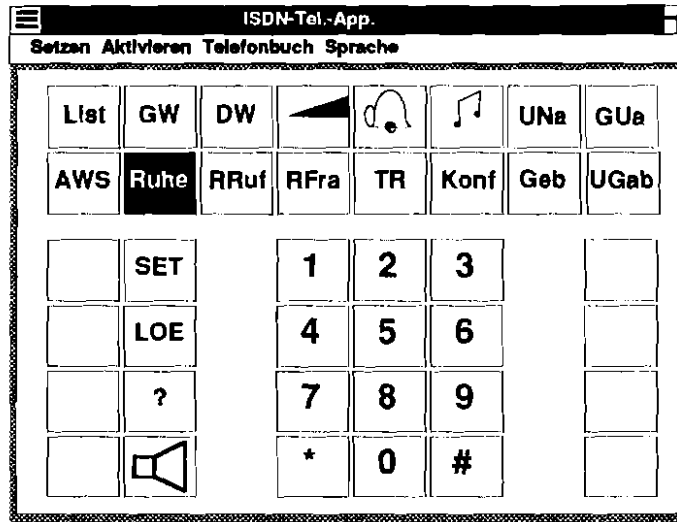 ISDN-Tel.-App.
Setzen Aktivieren Telefonbuch Sprache
List GW DW UNa GUa
AWS Ruhe RRuf RFra TR Konf Geb UGab
SET 1 2 3
LOE 4 5 6
? 7 8 9
* 0 #